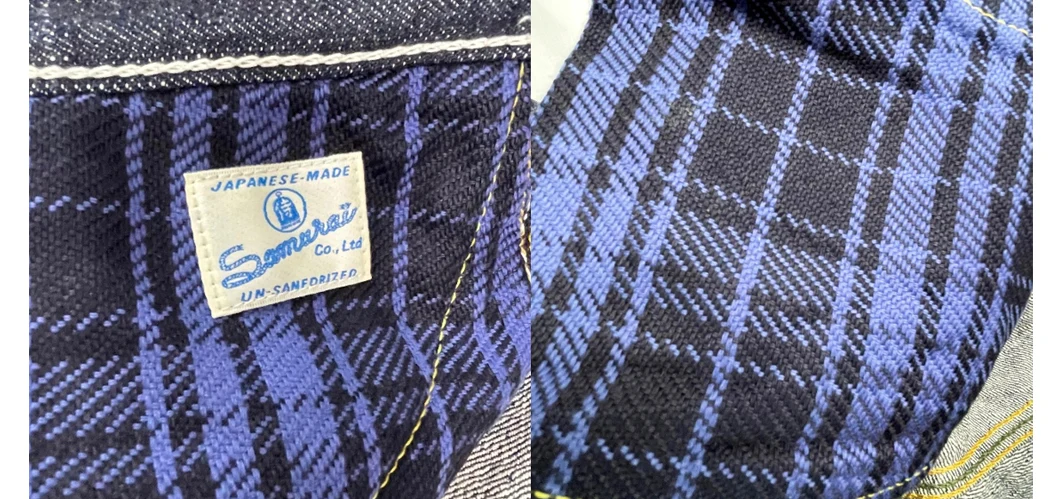 JAPANESE-MADE
Samurai
Co., Ltd
UN-SANFORIZED